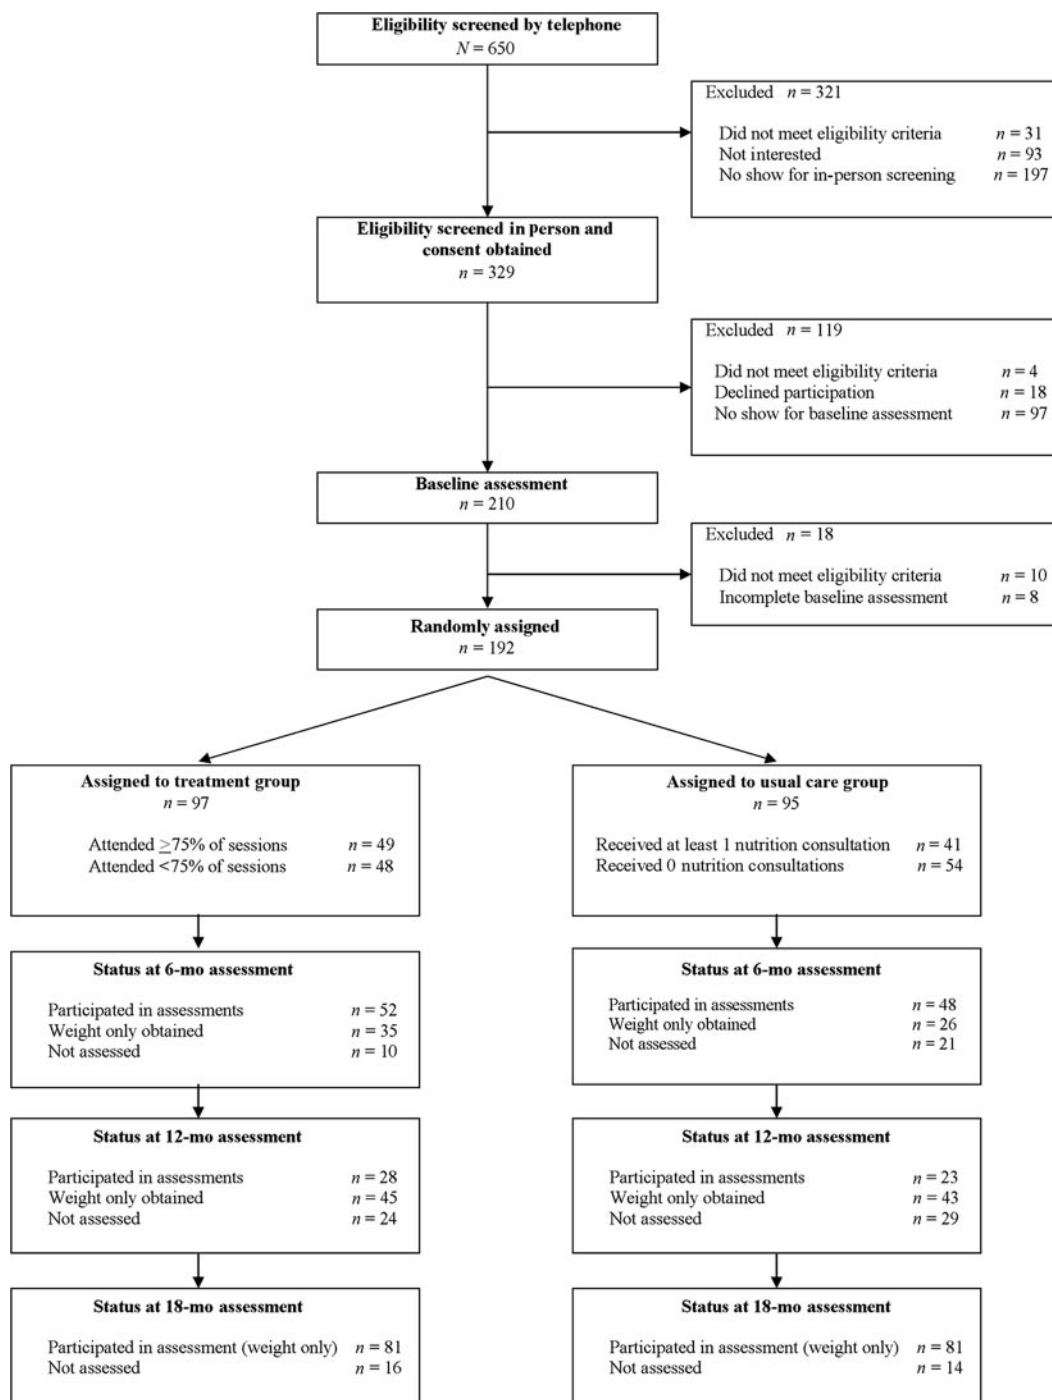 Eligibility screened by telephone
N = 650
Excluded n = 321
Did not meet eligibility criteria n = 31
Not interested n = 93
No show for in-person screening n = 197
Eligibility screened in person and
consent obtained
n = 329
Excluded n = 119
Did not meet eligibility criteria n = 4
Declined participation n = 18
No show for baseline assessment n = 97
Baseline assessment
n = 210
Excluded n = 18
Did not meet eligibility criteria n = 10
Incomplete baseline assessment n = 8
Randomly assigned
n = 192
Assigned to treatment group
n = 97
Attended ≥75% of sessions n = 49
Attended <75% of sessions n = 48
Assigned to usual care group
n = 95
Received at least 1 nutrition consultation n = 41
Received 0 nutrition consultations n = 54
Status at 6-mo assessment
Participated in assessments n = 52
Weight only obtained n = 35
Not assessed n = 10
Status at 6-mo assessment
Participated in assessments n = 48
Weight only obtained n = 26
Not assessed n = 21
Status at 12-mo assessment
Participated in assessments n = 28
Weight only obtained n = 45
Not assessed n = 24
Status at 12-mo assessment
Participated in assessments n = 23
Weight only obtained n = 43
Not assessed n = 29
Status at 18-mo assessment
Participated in assessment (weight only) n = 81
Not assessed n = 16
Status at 18-mo assessment
Participated in assessment (weight only) n = 81
Not assessed n = 14